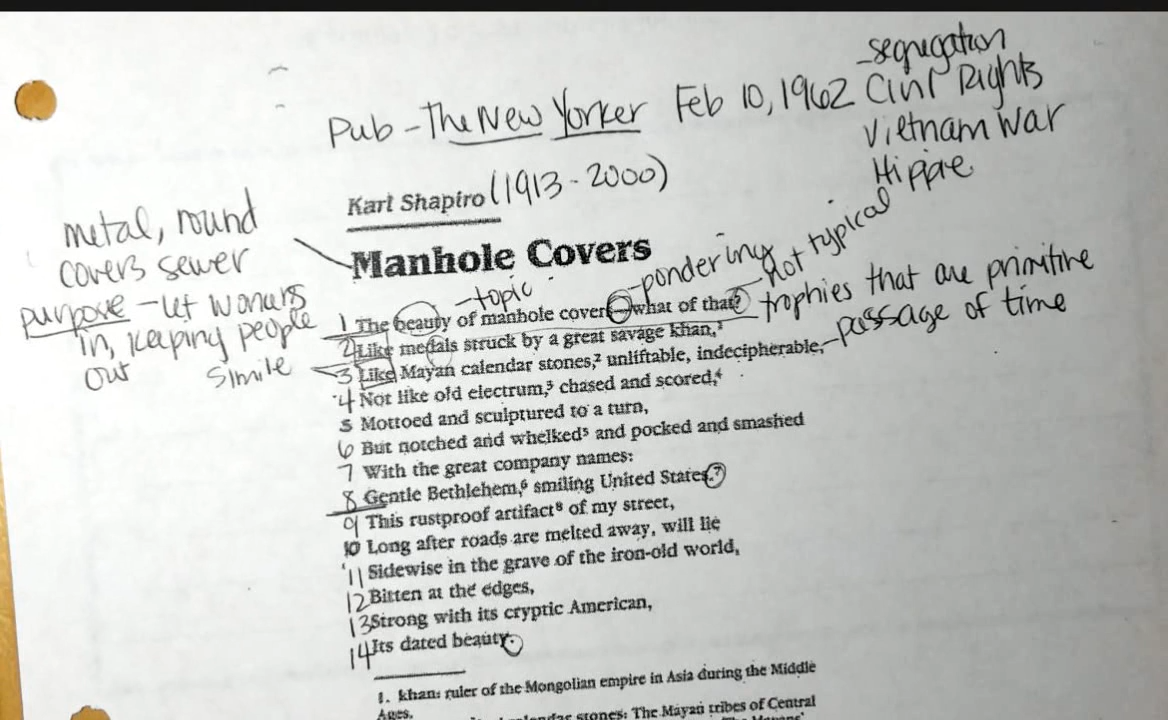 -segregation
Pub - The New Yorker Feb 10, 1962 Civil Rights
Vietnam War
Hippie
Karl Shapiro (1913-2000)
metal, round
covers sewer
purpose - let workers
in, keeping people
out
simile
Manhole Covers
-topic
-pondering
-not typical
trophies that are primitive
-passage of time
1 The beauty of manhole covers—what of that?
2 Like medals struck by a great savage khan,¹
3 Like Mayan calendar stones,² unliftable, indecipherable,
4 Not like old electrum,³ chased and scored,⁴
5 Mottoed and sculptured to a turn,
6 But notched and whelked⁵ and pocked and smashed
7 With the great company names:
8 Gentle Bethlehem,⁶ smiling United States.⁷
9 This rustproof artifact⁸ of my street,
10 Long after roads are melted away, will lie
11 Sidewise in the grave of the iron-old world,
12 Bitten at the edges,
13 Strong with its cryptic American,
14 Its dated beauty.
1. khan: ruler of the Mongolian empire in Asia during the Middle
Ages.
calendar stones: The Mayan tribes of Central